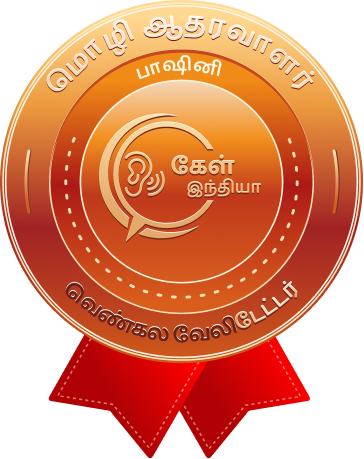 மொழி ஆதரவாளர்
பாஷினி
கேள்
இந்தியா
வெண்கல வேலிடேட்டர்